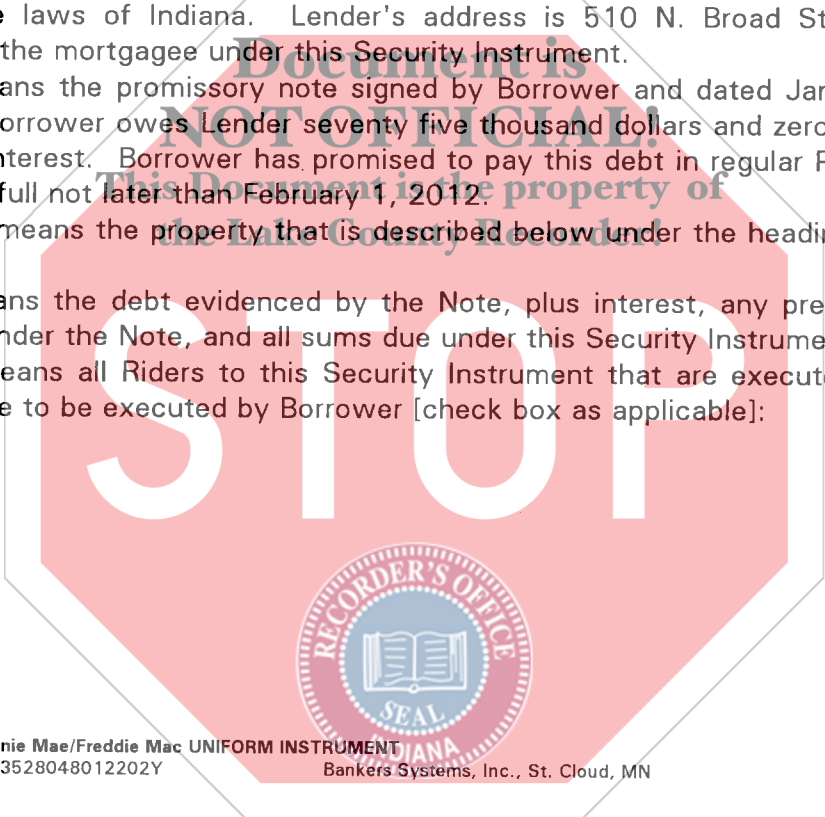 laws of Indiana. Lender's address is 510 N. Broad St
Document is
the mortgagee under this Security Instrument.
ans the promissory note signed by Borrower and dated Jan
NOT OFFICIAL!
orrower owes Lender seventy five thousand dollars and zero
nterest. Borrower has promised to pay this debt in regular P
This Document is the property of
full not later than February 1, 2012.
the Lake County Recorder!
means the property that is described below under the headin
ans the debt evidenced by the Note, plus interest, any pre
nder the Note, and all sums due under this Security Instrume
eans all Riders to this Security Instrument that are execut
e to be executed by Borrower [check box as applicable]:
STOP
RECORDER'S OFFICE
SEAL
INDIANA
nie Mae/Freddie Mac UNIFORM INSTRUMENT
3528048012202Y
Bankers Systems, Inc., St. Cloud, MN